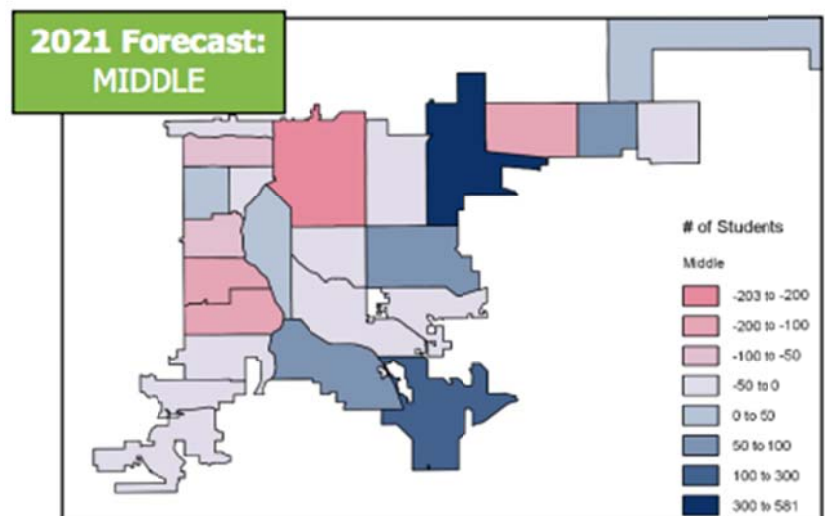 2021 Forecast:
MIDDLE
# of Students
Middle
-203 to -200
-200 to -100
-100 to -50
-50 to 0
0 to 50
50 to 100
100 to 300
300 to 581